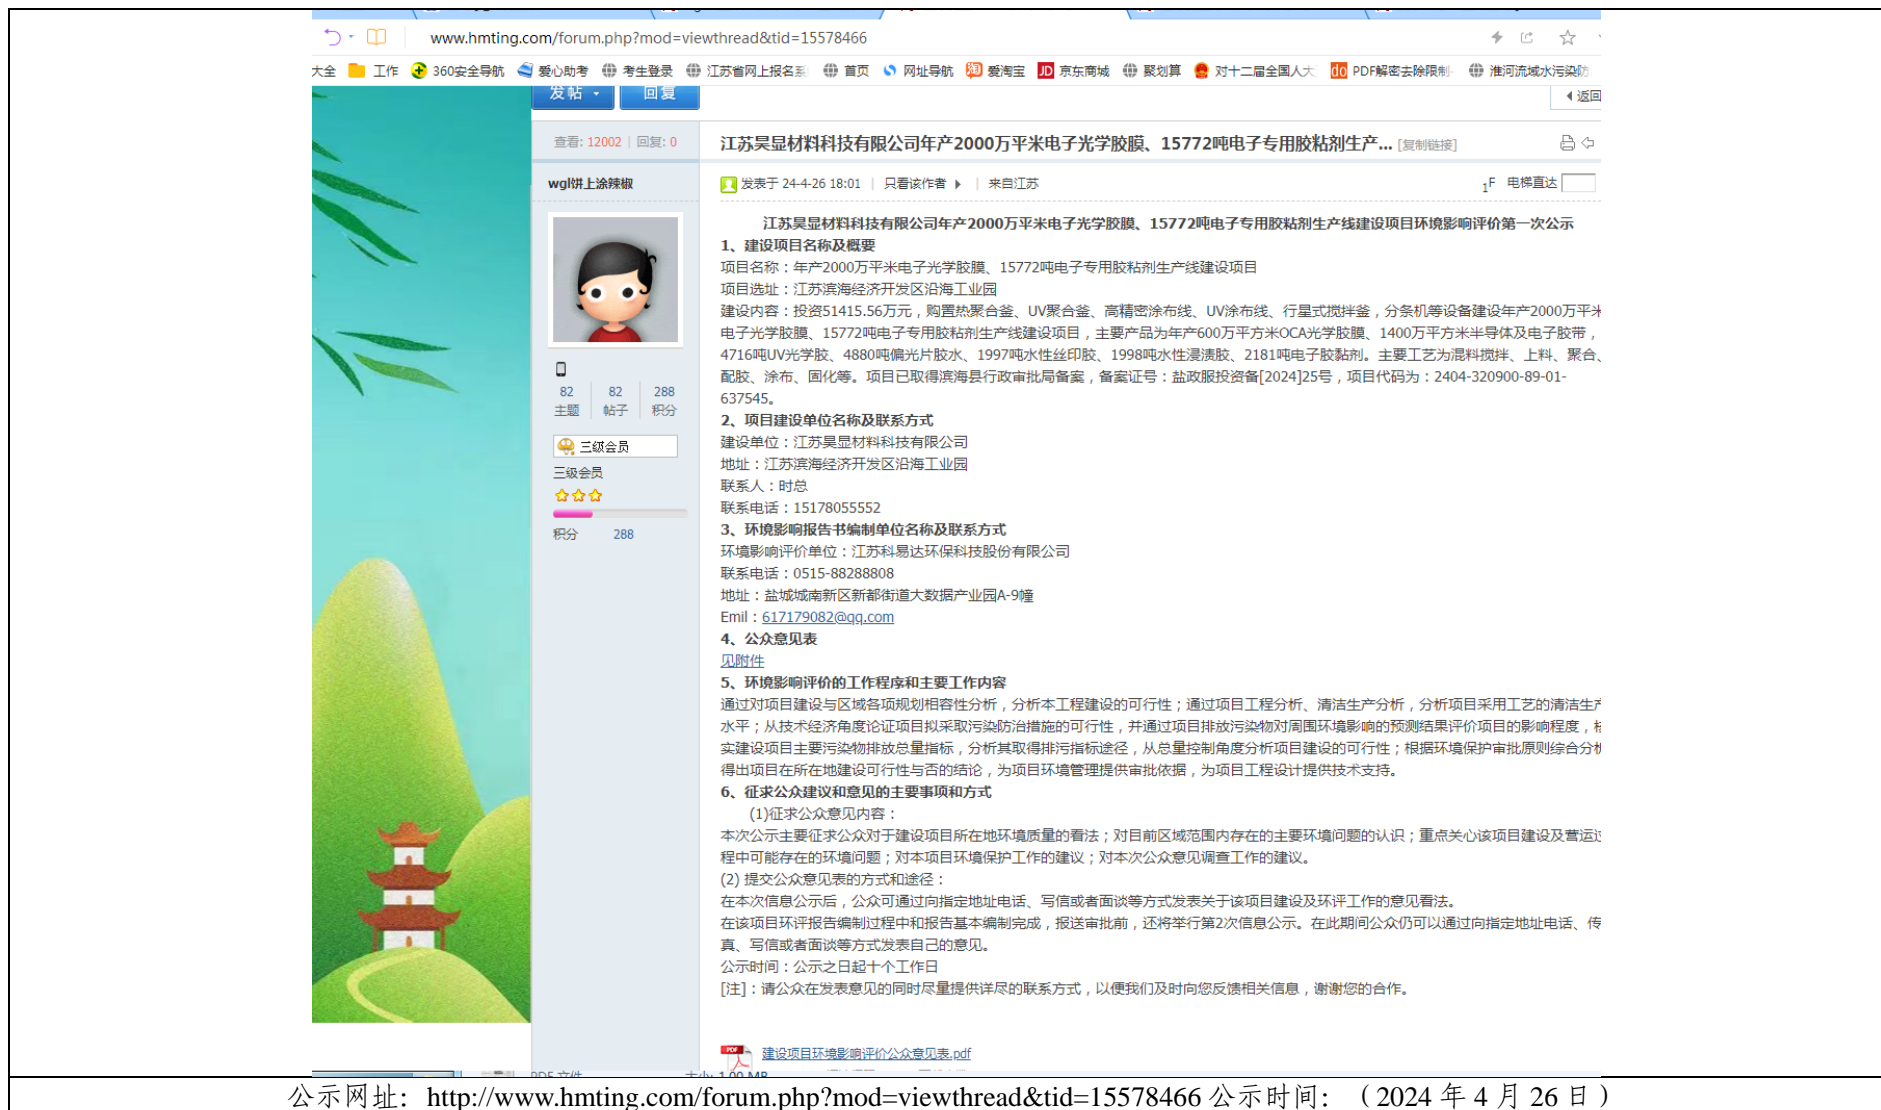 www.hmting.com/forum.php?mod=viewthread&tid=15578466
大全 工作 360安全导航 爱心助考 考生登录 江苏省网上报名系 首页 网址导航 爱淘宝 京东商城 聚划算 对十二届全国人大 PDF解密去除限制- 淮河流域水污染防
发帖 回复 返回
查看: 12002 | 回复: 0
江苏昊显材料科技有限公司年产2000万平米电子光学胶膜、15772吨电子专用胶粘剂生产... [复制链接]
wgl饼上涂辣椒
发表于 24-4-26 18:01 | 只看该作者 | 来自江苏
1F 电梯直达
江苏昊显材料科技有限公司年产2000万平米电子光学胶膜、15772吨电子专用胶粘剂生产线建设项目环境影响评价第一次公示
1、建设项目名称及概要
项目名称：年产2000万平米电子光学胶膜、15772吨电子专用胶粘剂生产线建设项目
项目选址：江苏滨海经济开发区沿海工业园
建设内容：投资51415.56万元，购置热聚合釜、UV聚合釜、高精密涂布线、UV涂布线、行星式搅拌釜，分条机等设备建设年产2000万平米
电子光学胶膜、15772吨电子专用胶粘剂生产线建设项目，主要产品为年产600万平方米OCA光学胶膜、1400万平方米半导体及电子胶带，
4716吨UV光学胶、4880吨偏光片胶水、1997吨水性丝印胶、1998吨水性浸渍胶、2181吨电子胶黏剂。主要工艺为混料搅拌、上料、聚合、
配胶、涂布、固化等。项目已取得滨海县行政审批局备案，备案证号：盐政服投资备[2024]25号，项目代码为：2404-320900-89-01-
637545。
2、项目建设单位名称及联系方式
建设单位：江苏昊显材料科技有限公司
地址：江苏滨海经济开发区沿海工业园
联系人：时总
联系电话：15178055552
3、环境影响报告书编制单位名称及联系方式
环境影响评价单位：江苏科易达环保科技股份有限公司
联系电话：0515-88288808
地址：盐城城南新区新都街道大数据产业园A-9幢
Emil：617179082@qq.com
4、公众意见表
见附件
5、环境影响评价的工作程序和主要工作内容
通过对项目建设与区域各项规划相容性分析，分析本工程建设的可行性；通过项目工程分析、清洁生产分析，分析项目采用工艺的清洁生产
水平；从技术经济角度论证项目拟采取污染防治措施的可行性，并通过项目排放污染物对周围环境影响的预测结果评价项目的影响程度，核
实建设项目主要污染物排放总量指标，分析其取得排污指标途径，从总量控制角度分析项目建设的可行性；根据环境保护审批原则综合分析
得出项目在所在地建设可行性与否的结论，为项目环境管理提供审批依据，为项目工程设计提供技术支持。
6、征求公众建议和意见的主要事项和方式
(1)征求公众意见内容：
本次公示主要征求公众对于建设项目所在地环境质量的看法；对目前区域范围内存在的主要环境问题的认识；重点关心该项目建设及营运过
程中可能存在的环境问题；对本项目环境保护工作的建议；对本次公众意见调查工作的建议。
(2) 提交公众意见表的方式和途径：
在本次信息公示后，公众可通过向指定地址电话、写信或者面谈等方式发表关于该项目建设及环评工作的意见看法。
在该项目环评报告编制过程中和报告基本编制完成，报送审批前，还将举行第2次信息公示。在此期间公众仍可以通过向指定地址电话、传
真、写信或者面谈等方式发表自己的意见。
公示时间：公示之日起十个工作日
[注]：请公众在发表意见的同时尽量提供详尽的联系方式，以便我们及时向您反馈相关信息，谢谢您的合作。
82 82 288
主题 帖子 积分
三级会员
三级会员
积分 288
建设项目环境影响评价公众意见表.pdf
公示网址：http://www.hmting.com/forum.php?mod=viewthread&tid=15578466 公示时间：（2024 年 4 月 26 日）